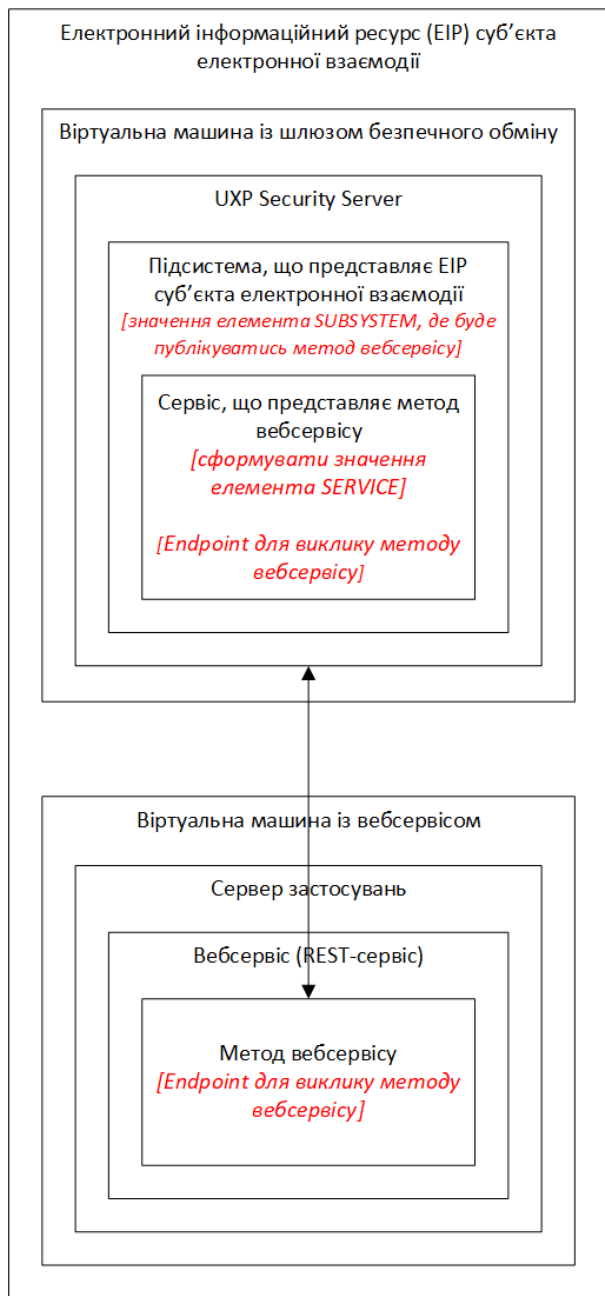 Електронний інформаційний ресурс (ЕІР) суб’єкта
електронної взаємодії
Віртуальна машина із шлюзом безпечного обміну
UXP Security Server
Підсистема, що представляє ЕІР
суб’єкта електронної взаємодії
[значення елемента SUBSYSTEM, де буде
публікуватись метод вебсервісу]
Сервіс, що представляє метод
вебсервісу
[сформувати значення
елемента SERVICE]
[Endpoint для виклику методу
вебсервісу]
Віртуальна машина із вебсервісом
Сервер застосувань
Вебсервіс (REST-сервіс)
Метод вебсервісу
[Endpoint для виклику методу
вебсервісу]